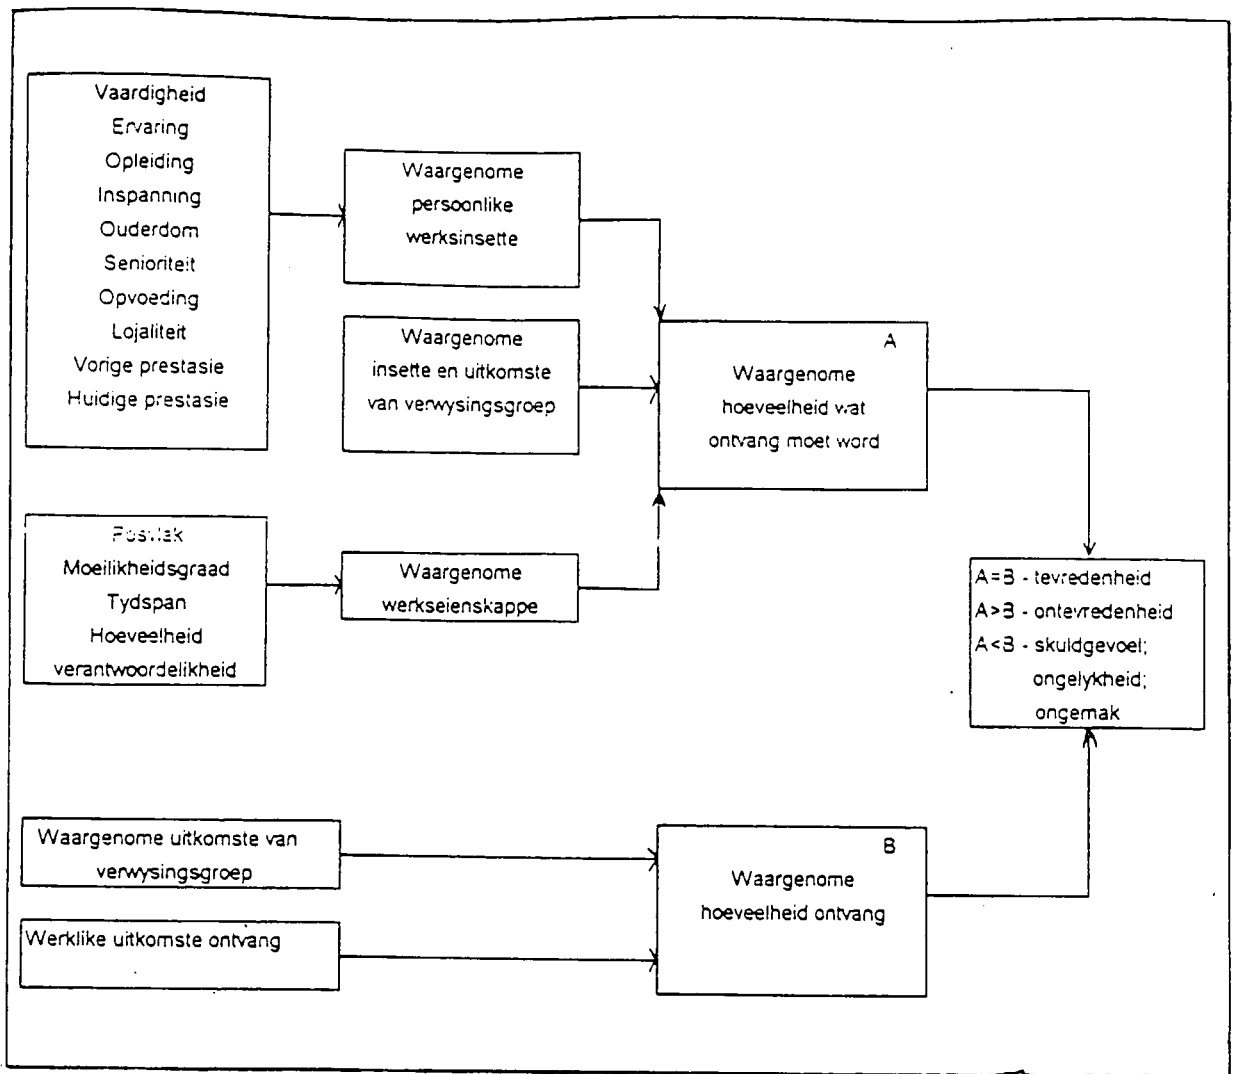 Vaardigheid
Ervaring
Opleiding
Inspanning
Ouderdom
Senioriteit
Opvoeding
Lojaliteit
Vorige prestasie
Huidige prestasie
Waargenome
persoonlike
werksinsette
Waargenome
insette en uitkomste
van verwysingsgroep
A
Waargenome
hoeveelheid wat
ontvang moet word
Posvlak
Moeilikheidsgraad
Tydspan
Hoeveelheid
verantwoordelikheid
Waargenome
werkseienskappe
A=B - tevredenheid
A>B - ontevredenheid
A<B - skuldgevoel;
ongelykheid;
ongemak
Waargenome uitkomste van
verwysingsgroep
Werklike uitkomste ontvang
B
Waargenome
hoeveelheid ontvang